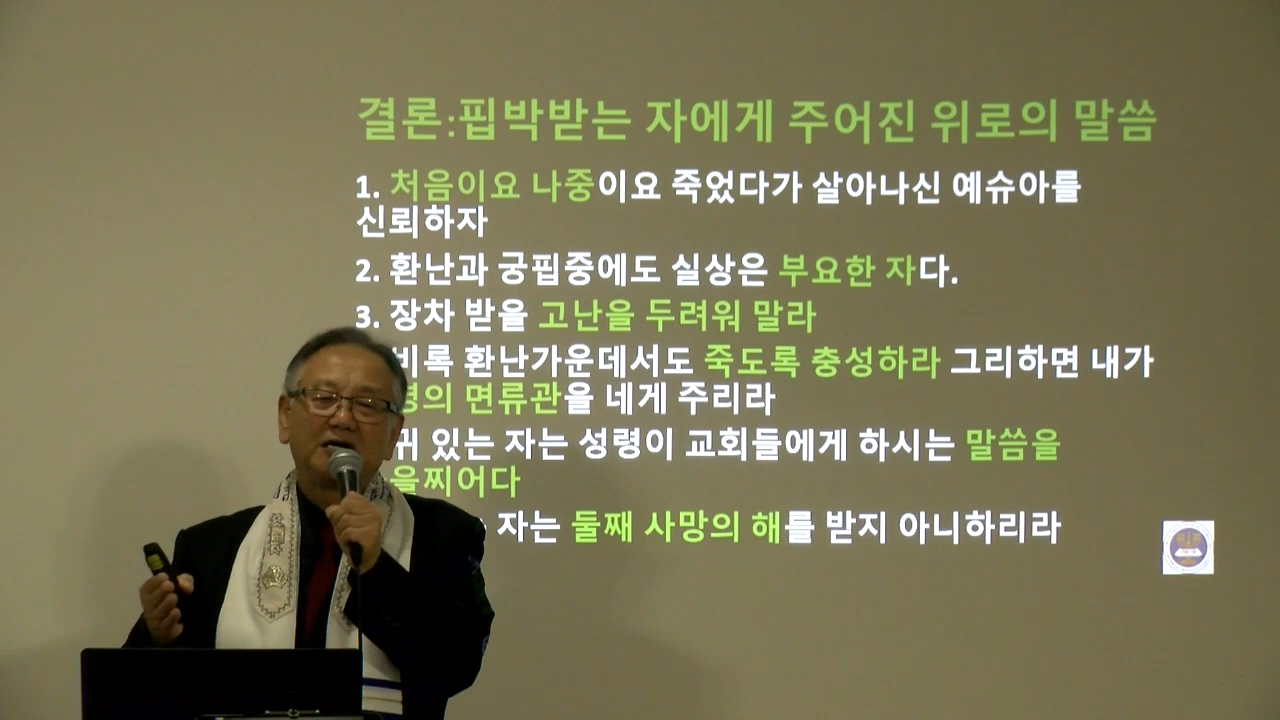 결론:핍박받는 자에게 주어진 위로의 말씀
1. 처음이요 나중이요 죽었다가 살아나신 예슈아를
신뢰하자
2. 환난과 궁핍중에도 실상은 부요한 자다.
3. 장차 받을 고난을 두려워 말라
비록 환난가운데서도 죽도록 충성하라 그리하면 내가
면류관을 네게 주리라
귀 있는 자는 성령이 교회들에게 하시는 말씀을
을찌어다
자는 둘째 사망의 해를 받지 아니하리라